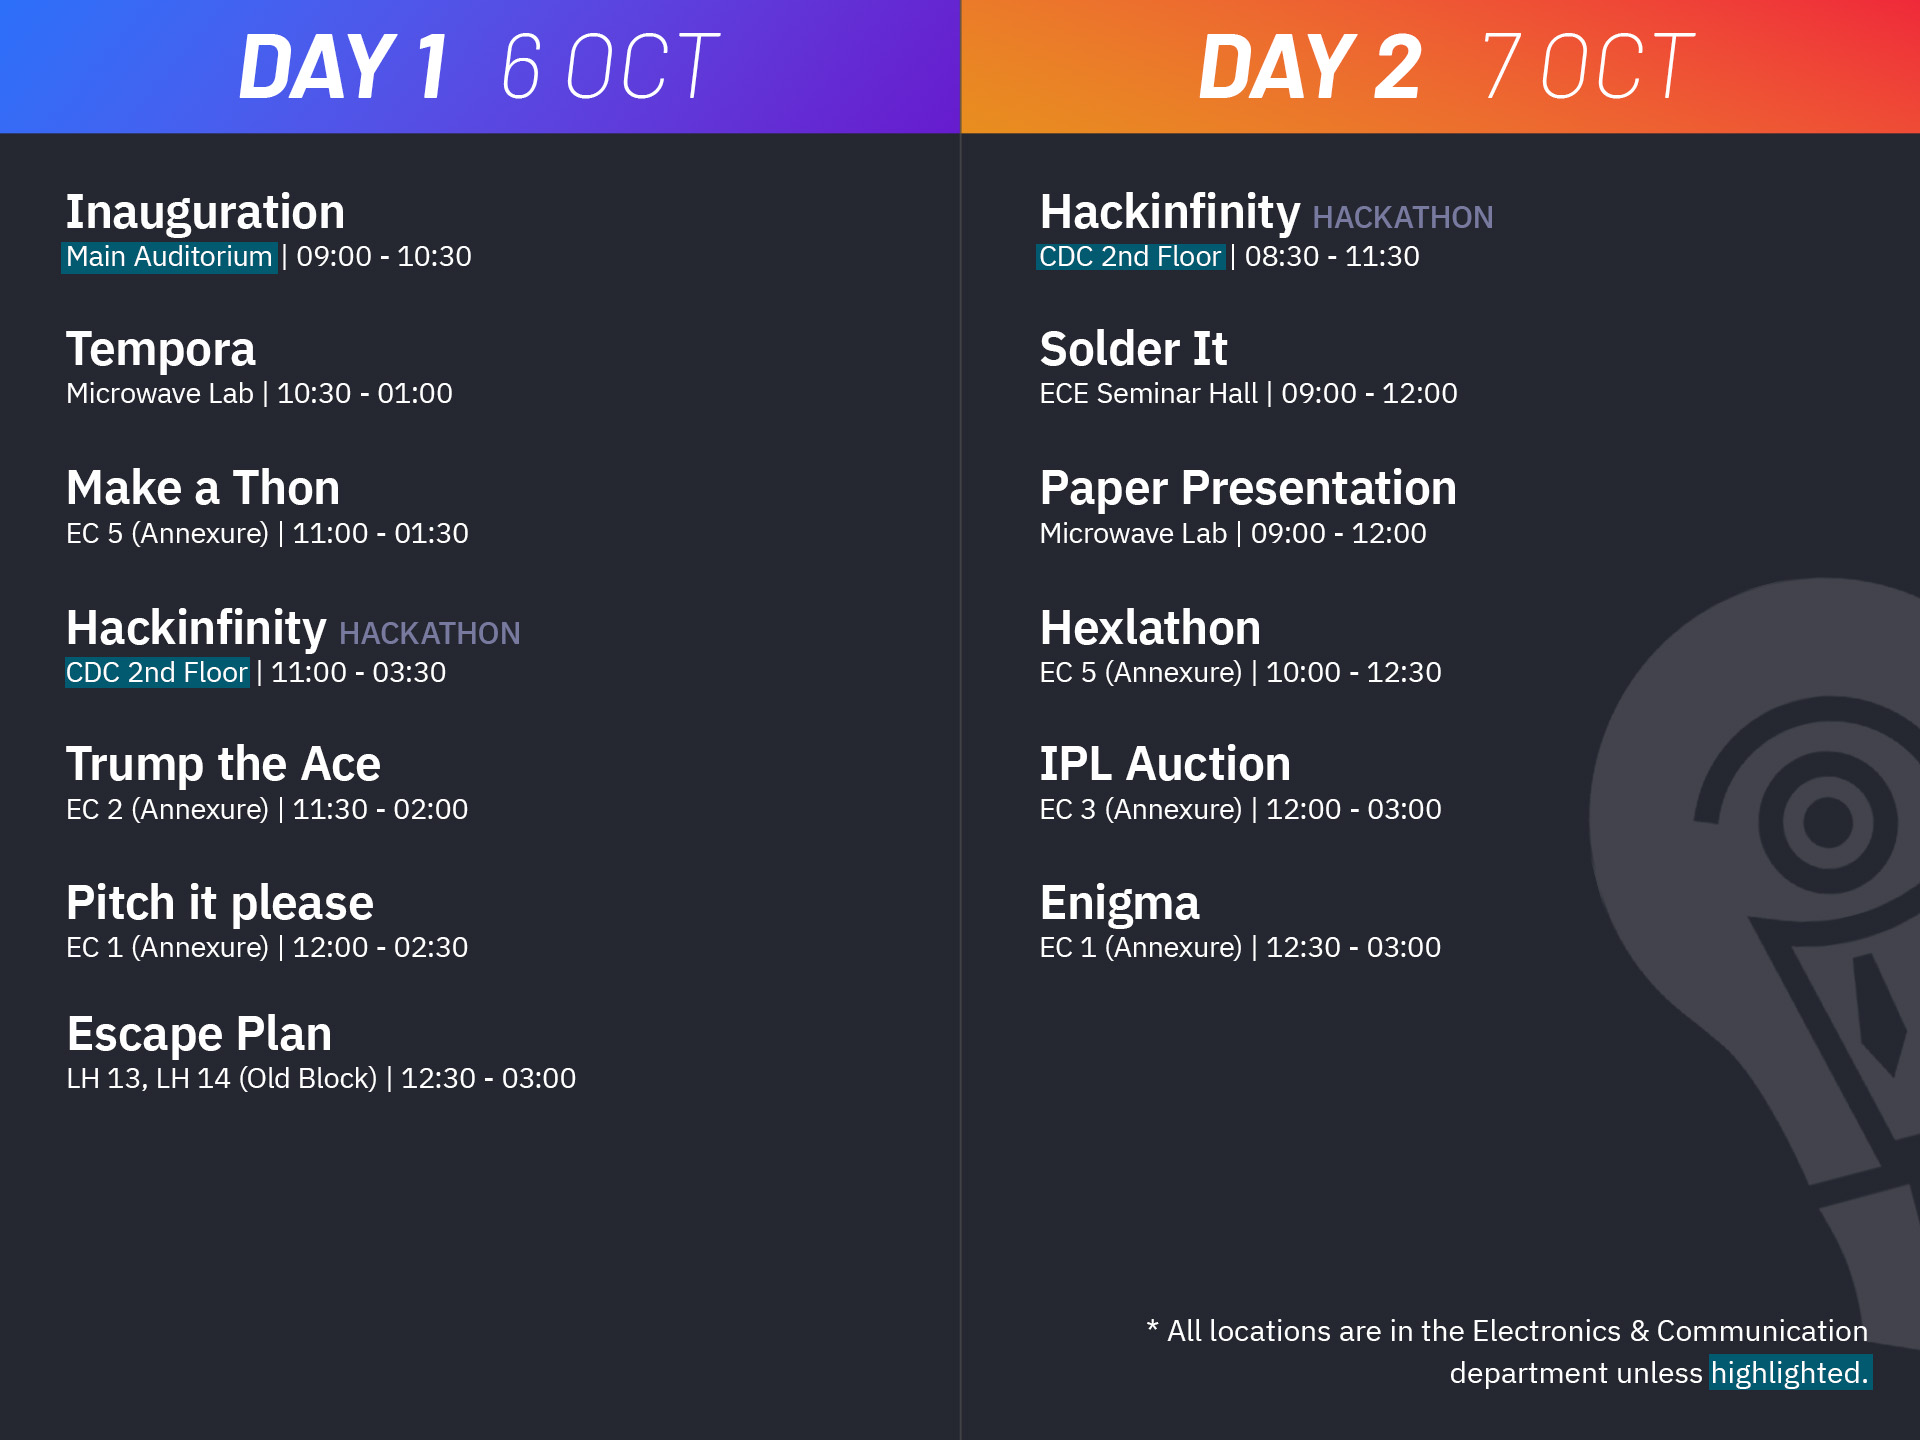 DAY 1 6 OCT
Inauguration
Main Auditorium | 09:00 - 10:30
Tempora
Microwave Lab | 10:30 - 01:00
Make a Thon
EC 5 (Annexure) | 11:00 - 01:30
Hackinfinity HACKATHON
CDC 2nd Floor | 11:00 - 03:30
Trump the Ace
EC 2 (Annexure) | 11:30 - 02:00
Pitch it please
EC 1 (Annexure) | 12:00 - 02:30
Escape Plan
LH 13, LH 14 (Old Block) | 12:30 - 03:00
DAY 2 7 OCT
Hackinfinity HACKATHON
CDC 2nd Floor | 08:30 - 11:30
Solder It
ECE Seminar Hall | 09:00 - 12:00
Paper Presentation
Microwave Lab | 09:00 - 12:00
Hexlathon
EC 5 (Annexure) | 10:00 - 12:30
IPL Auction
EC 3 (Annexure) | 12:00 - 03:00
Enigma
EC 1 (Annexure) | 12:30 - 03:00
* All locations are in the Electronics & Communication
department unless highlighted.